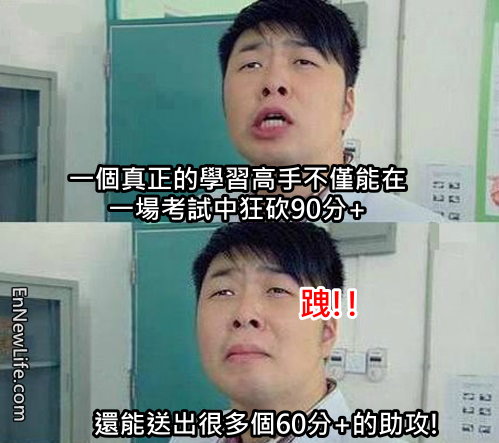 一個真正的學習高手不僅能在
一場考試中狂砍90分+
跩!!
EnNewLife.com
還能送出很多個60分+的助攻!